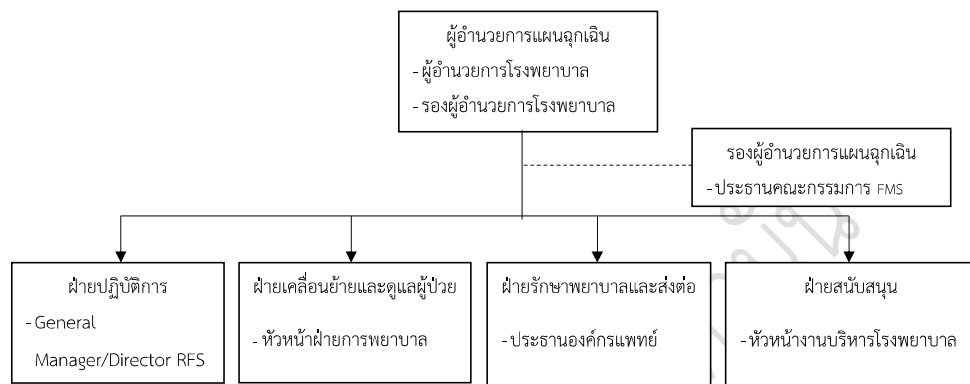 ผู้อำนวยการแผนฉุกเฉิน
- ผู้อำนวยการโรงพยาบาล
- รองผู้อำนวยการโรงพยาบาล
รองผู้อำนวยการแผนฉุกเฉิน
- ประธานคณะกรรมการ FMS
ฝ่ายปฏิบัติการ
- General
Manager/Director RFS
ฝ่ายเคลื่อนย้ายและดูแลผู้ป่วย
- หัวหน้าฝ่ายการพยาบาล
ฝ่ายรักษาพยาบาลและส่งต่อ
- ประธานองค์กรแพทย์
ฝ่ายสนับสนุน
- หัวหน้างานบริหารโรงพยาบาล